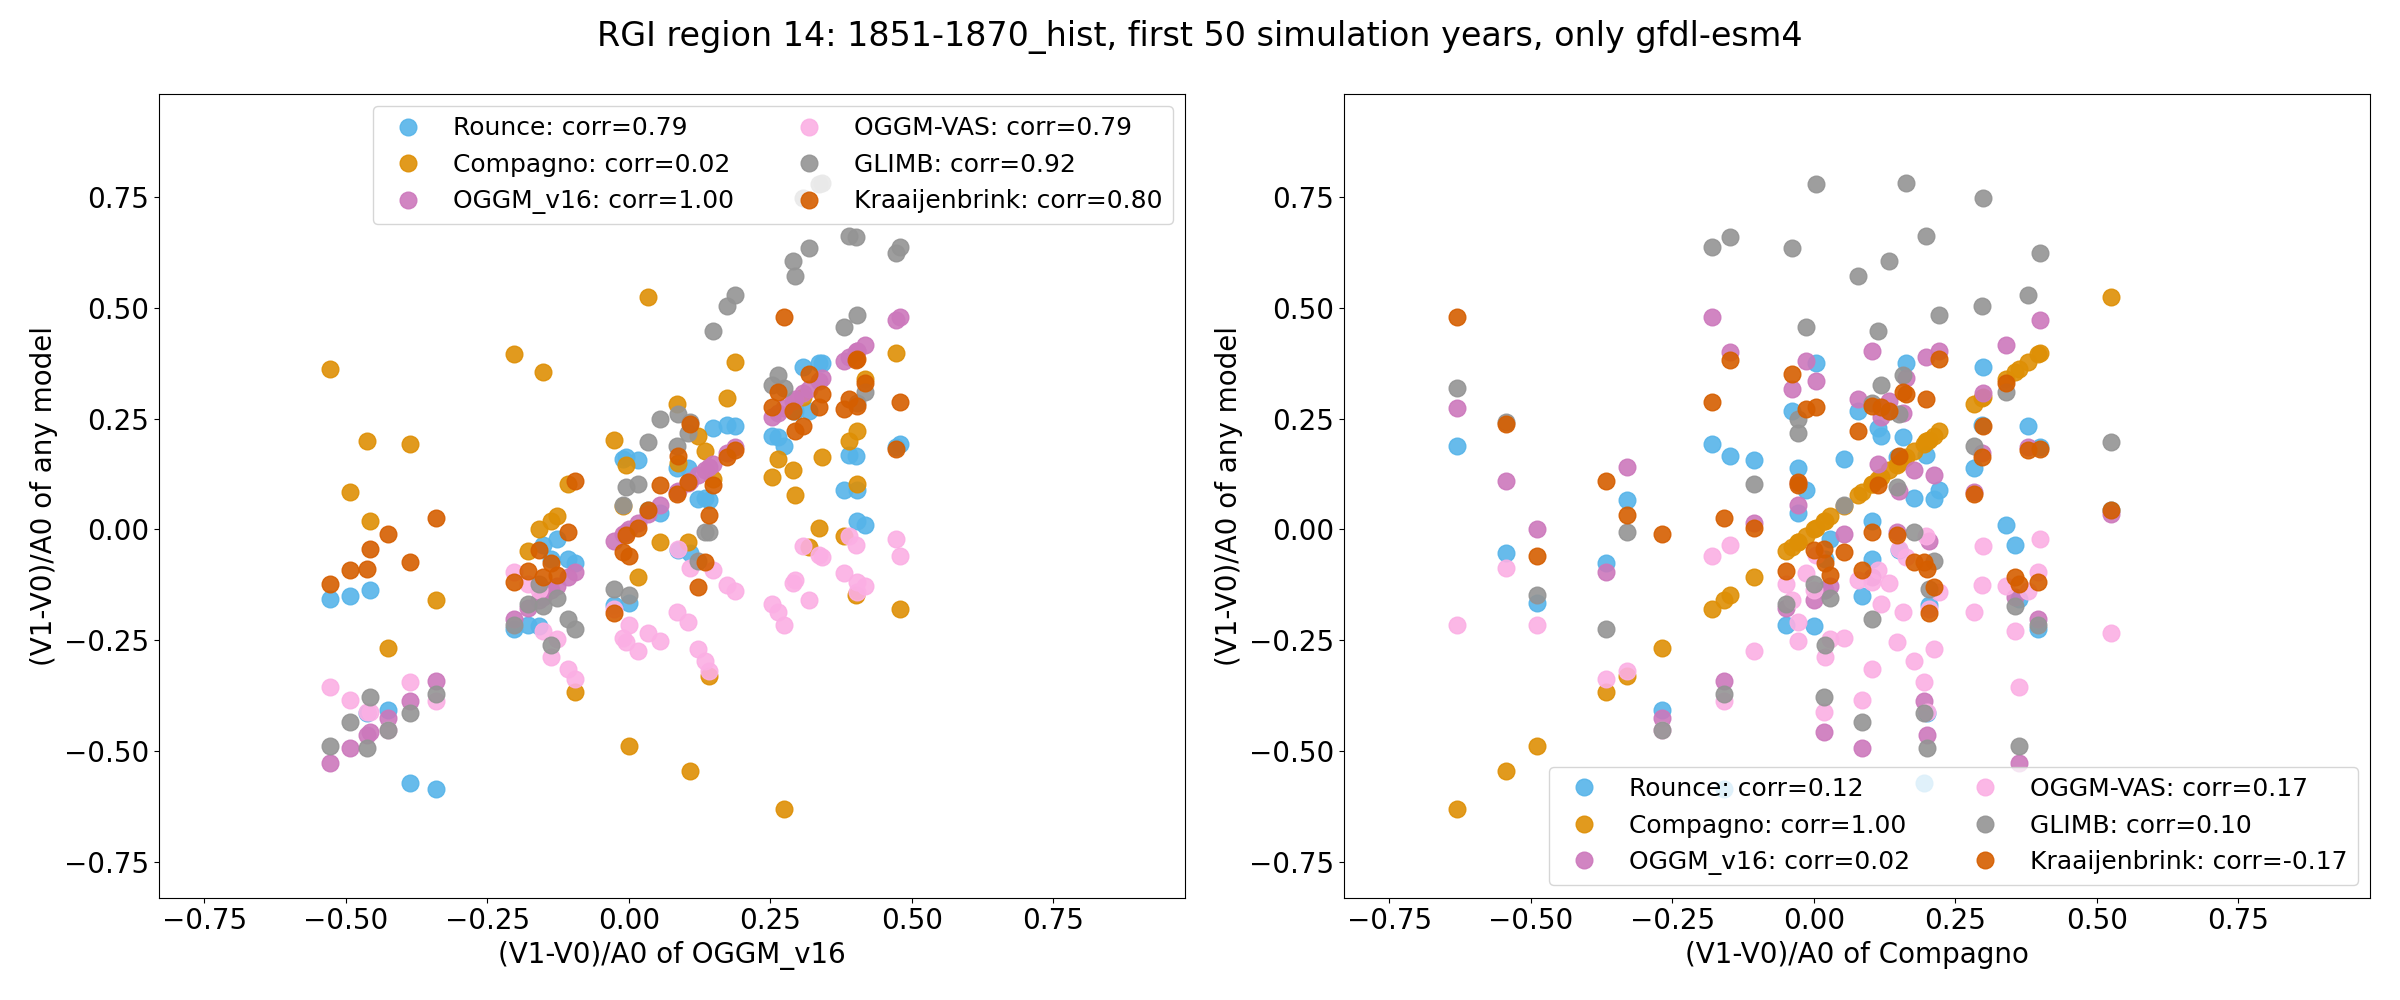 RGI region 14: 1851-1870_hist, first 50 simulation years, only gfdl-esm4
(V1-V0)/A0 of any model
0.75
0.50
0.25
0.00
−0.25
−0.50
−0.75
Rounce: corr=0.79
Compagno: corr=0.02
OGGM_v16: corr=1.00
OGGM-VAS: corr=0.79
GLIMB: corr=0.92
Kraaijenbrink: corr=0.80
−0.75 −0.50 −0.25 0.00 0.25 0.50 0.75
(V1-V0)/A0 of OGGM_v16
(V1-V0)/A0 of any model
0.75
0.50
0.25
0.00
−0.25
−0.50
−0.75
Rounce: corr=0.12
Compagno: corr=1.00
OGGM_v16: corr=0.02
OGGM-VAS: corr=0.17
GLIMB: corr=0.10
Kraaijenbrink: corr=-0.17
−0.75 −0.50 −0.25 0.00 0.25 0.50 0.75
(V1-V0)/A0 of Compagno